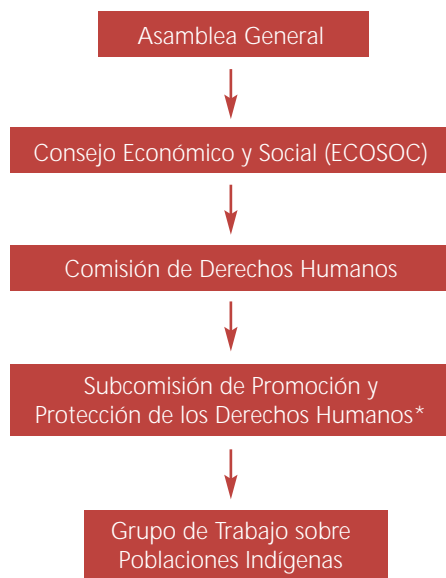 Asamblea General
Consejo Económico y Social (ECOSOC)
Comisión de Derechos Humanos
Subcomisión de Promoción y
Protección de los Derechos Humanos*
Grupo de Trabajo sobre
Poblaciones Indígenas